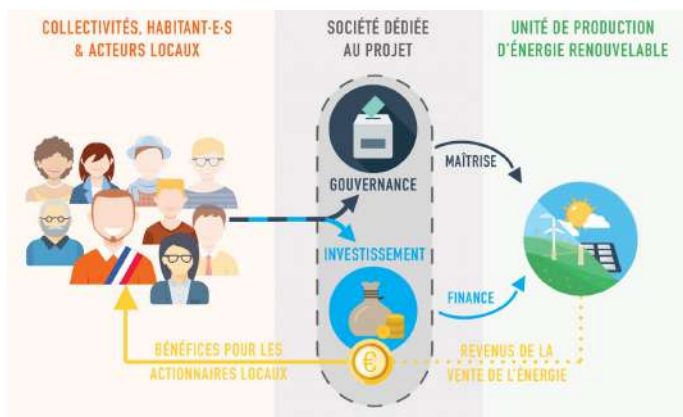 COLLECTIVITÉS, HABITANT·E·S
& ACTEURS LOCAUX
SOCIÉTÉ DÉDIÉE
AU PROJET
UNITÉ DE PRODUCTION
D'ÉNERGIE RENOUVELABLE
GOUVERNANCE
MAÎTRISE
INVESTISSEMENT
FINANCE
€
BÉNÉFICES POUR LES
ACTIONNAIRES LOCAUX
REVENUS DE LA
VENTE DE L'ÉNERGIE